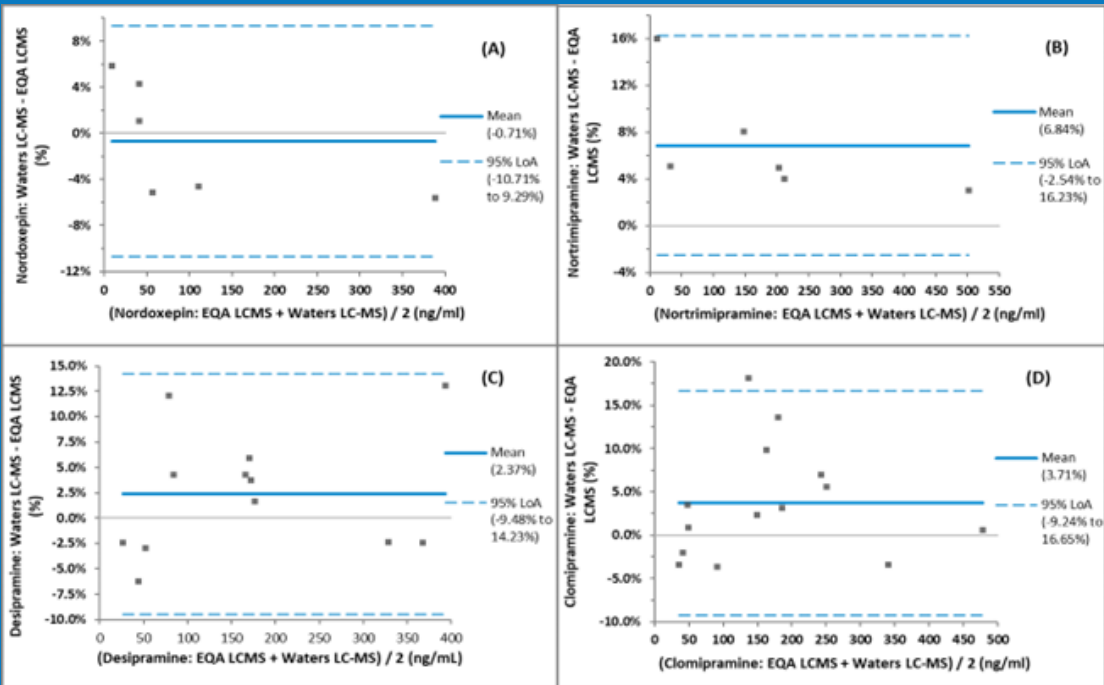 Nordoxepin: Waters LC-MS - EQA LCMS
(%)
8%
4%
0%
-4%
-8%
-12%
0 50 100 150 200 250 300 350 400
(Nordoxepin: EQA LCMS + Waters LC-MS) / 2 (ng/ml)
(A)
Mean
(-0.71%)
95% LoA
(-10.71%
to 9.29%)
Nortrimipramine: Waters LC-MS - EQA
LCMS (%)
16%
12%
8%
4%
0%
-4%
0 50 100 150 200 250 300 350 400 450 500 550
(Nortrimipramine: EQA LCMS + Waters LC-MS) / 2 (ng/ml)
(B)
Mean
(6.84%)
95% LoA
(-2.54% to
16.23%)
Desipramine: Waters LC-MS - EQA LCMS
(%)
15.0%
12.5%
10.0%
7.5%
5.0%
2.5%
0.0%
-2.5%
-5.0%
-7.5%
-10.0%
0 50 100 150 200 250 300 350 400
(Desipramine: EQA LCMS + Waters LC-MS) / 2 (ng/mL)
(C)
Mean
(2.37%)
95% LoA
(-9.48% to
14.23%)
Clomipramine: Waters LC-MS - EQA
LCMS (%)
20.0%
15.0%
10.0%
5.0%
0.0%
-5.0%
-10.0%
0 50 100 150 200 250 300 350 400 450 500
(Clomipramine: EQA LCMS + Waters LC-MS) / 2 (ng/ml)
(D)
Mean
(3.71%)
95% LoA
(-9.24% to
16.65%)